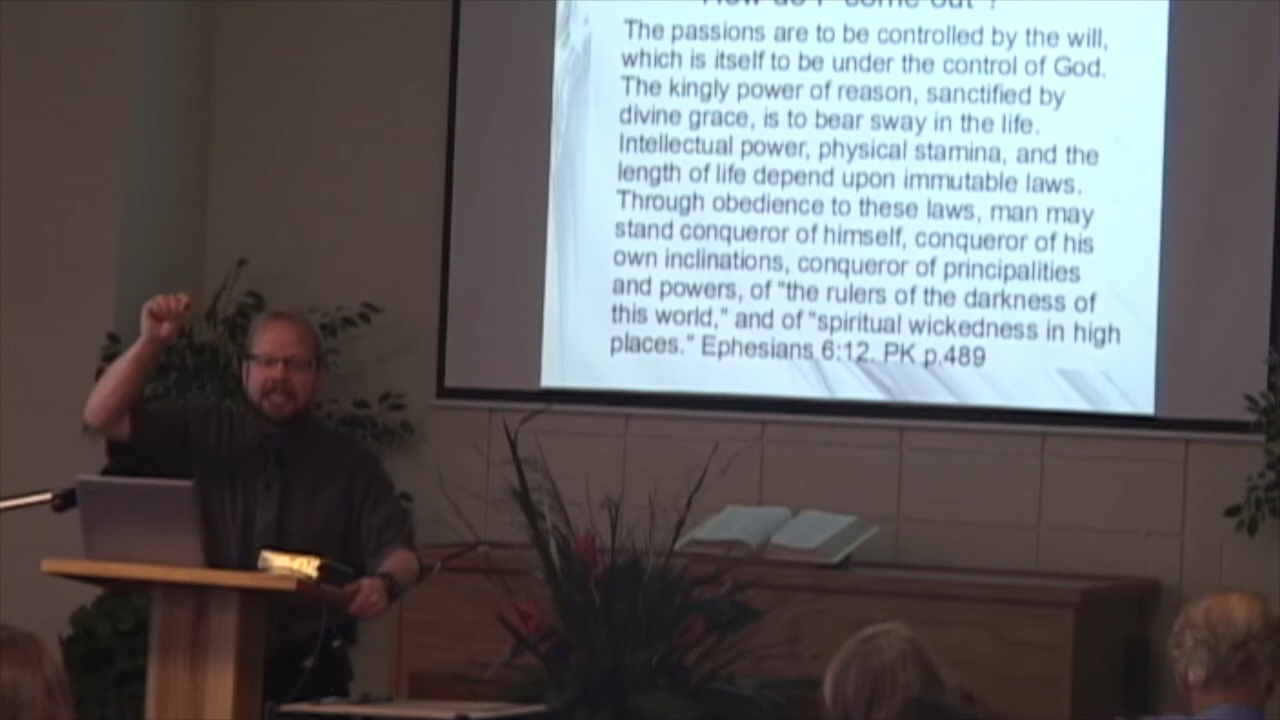 How do I "come out"?
The passions are to be controlled by the will,
which is itself to be under the control of God.
The kingly power of reason, sanctified by
divine grace, is to bear sway in the life.
Intellectual power, physical stamina, and the
length of life depend upon immutable laws.
Through obedience to these laws, man may
stand conqueror of himself, conqueror of his
own inclinations, conqueror of principalities
and powers, of "the rulers of the darkness of
this world," and of "spiritual wickedness in high
places." Ephesians 6:12. PK p.489